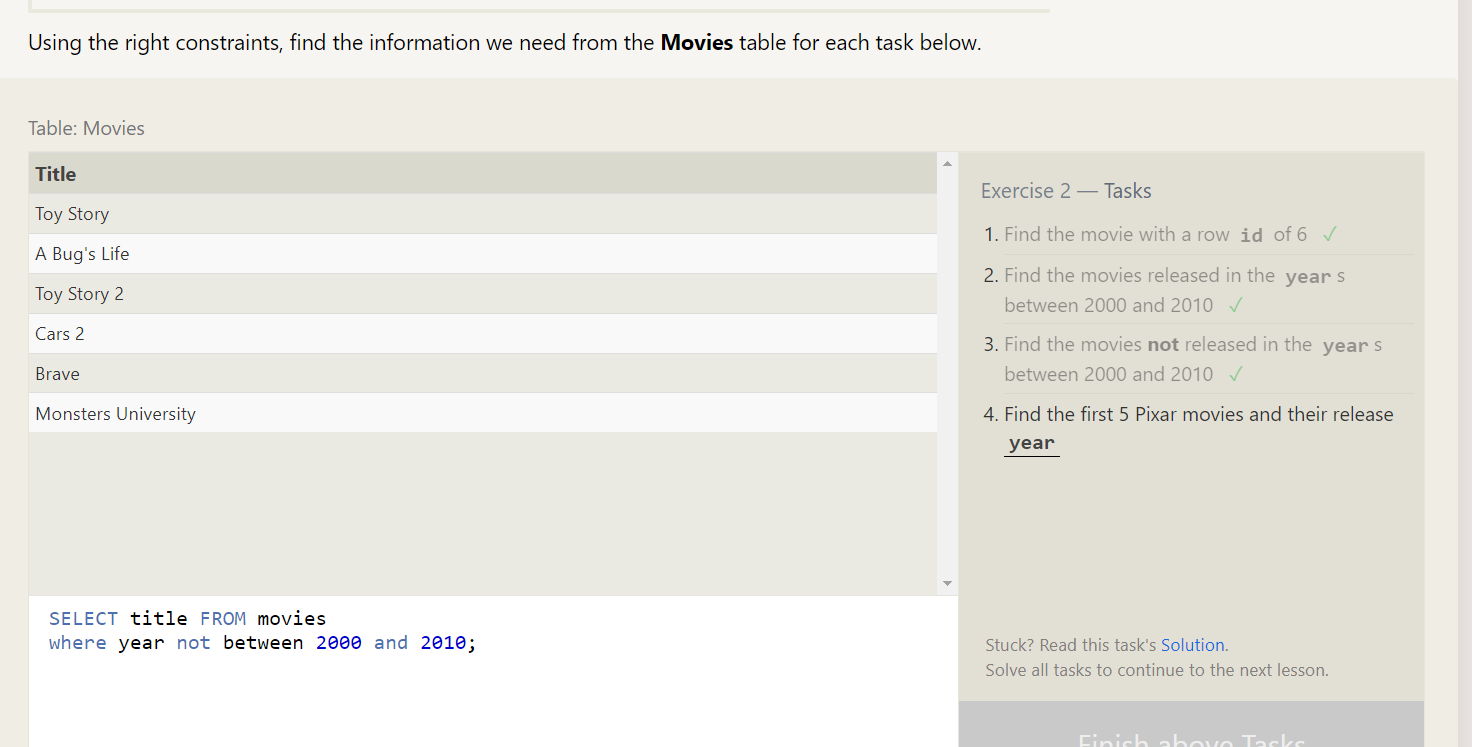 Using the right constraints, find the information we need from the Movies table for each task below.
Table: Movies
Title
Toy Story
A Bug's Life
Toy Story 2
Cars 2
Brave
Monsters University
SELECT title FROM movies
where year not between 2000 and 2010;
Exercise 2 — Tasks
1. Find the movie with a row id of 6 ✓
2. Find the movies released in the year s
between 2000 and 2010 ✓
3. Find the movies not released in the year s
between 2000 and 2010 ✓
4. Find the first 5 Pixar movies and their release
year
Stuck? Read this task's Solution.
Solve all tasks to continue to the next lesson.
Finish above Tasks